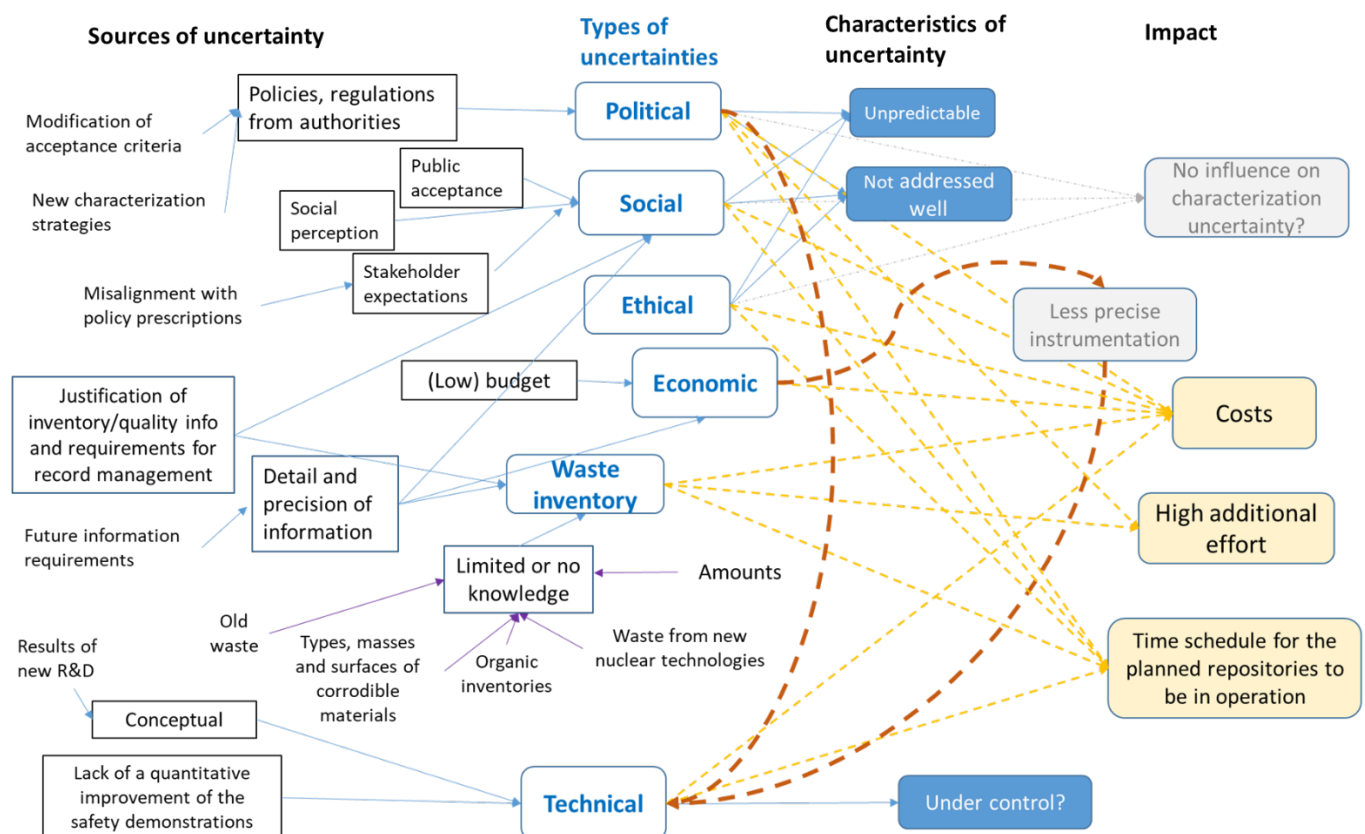 Sources of uncertainty
Types of
uncertainties
Characteristics of
uncertainty
Impact
Policies, regulations
from authorities
Political
Unpredictable
Modification of
acceptance criteria
Public
acceptance
No influence on
characterization
uncertainty?
New characterization
strategies
Social
perception
Social
Not addressed
well
Stakeholder
expectations
Misalignment with
policy prescriptions
Ethical
Less precise
instrumentation
(Low) budget
Economic
Justification of
inventory/quality info
and requirements for
record management
Costs
Detail and
precision of
information
Waste
inventory
High additional
effort
Future information
requirements
Limited or no
knowledge
Amounts
Old
waste
Types, masses
and surfaces of
corrodible
materials
Organic
inventories
Waste from new
nuclear technologies
Time schedule for the
planned repositories to
be in operation
Results of
new R&D
Conceptual
Lack of a quantitative
improvement of the
safety demonstrations
Technical
Under control?